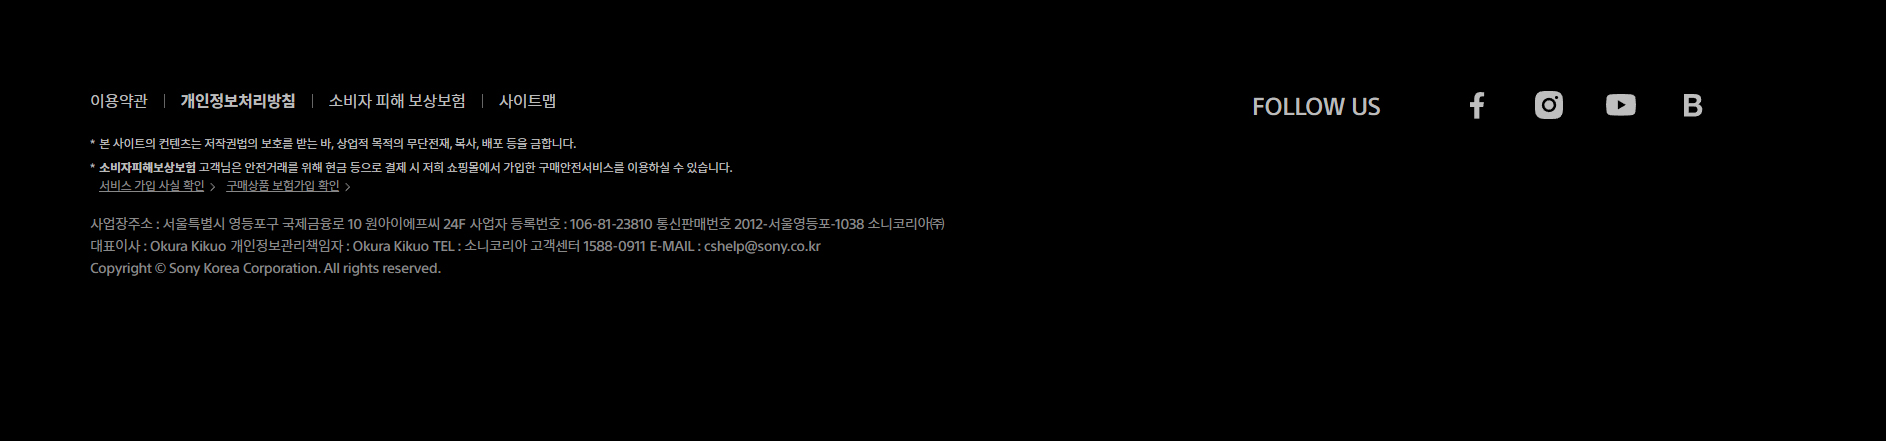 이용약관 | 개인정보처리방침 | 소비자 피해 보상보험 | 사이트맵
FOLLOW US
* 본 사이트의 컨텐츠는 저작권법의 보호를 받는 바, 상업적 목적의 무단전재, 복사, 배포 등을 금합니다.
* 소비자피해보상보험 고객님은 안전거래를 위해 현금 등으로 결제 시 저희 쇼핑몰에서 가입한 구매안전서비스를 이용하실 수 있습니다.
서비스 가입 사실 확인 > 구매상품 보험가입 확인 >
사업장주소 : 서울특별시 영등포구 국제금융로 10 원아이에프씨 24F 사업자 등록번호 : 106-81-23810 통신판매번호 2012-서울영등포-1038 소니코리아㈜
대표이사 : Okura Kikuo 개인정보관리책임자 : Okura Kikuo TEL : 소니코리아 고객센터 1588-0911 E-MAIL : cshelp@sony.co.kr
Copyright © Sony Korea Corporation. All rights reserved.